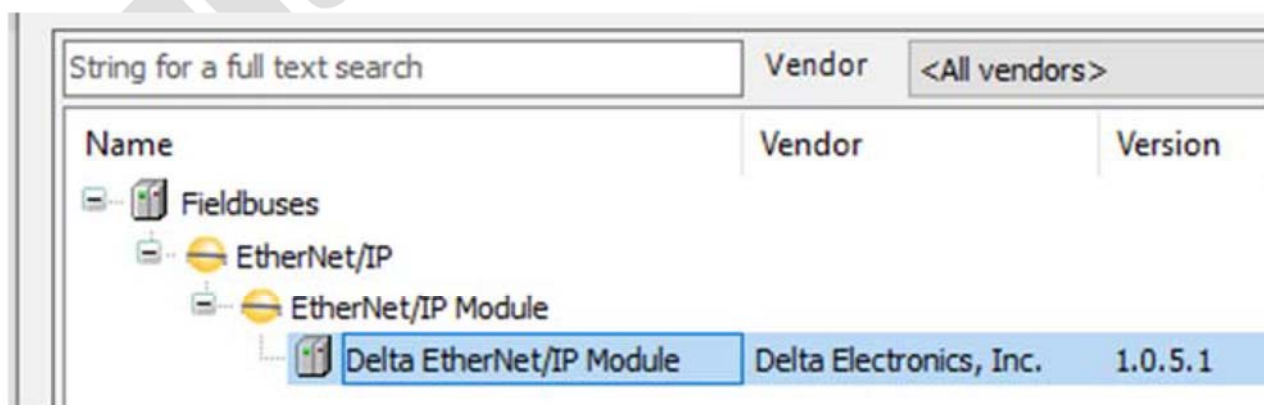 String for a full text search Vendor <All vendors>
Name Vendor Version
Fieldbuses
EtherNet/IP
EtherNet/IP Module
Delta EtherNet/IP Module Delta Electronics, Inc. 1.0.5.1